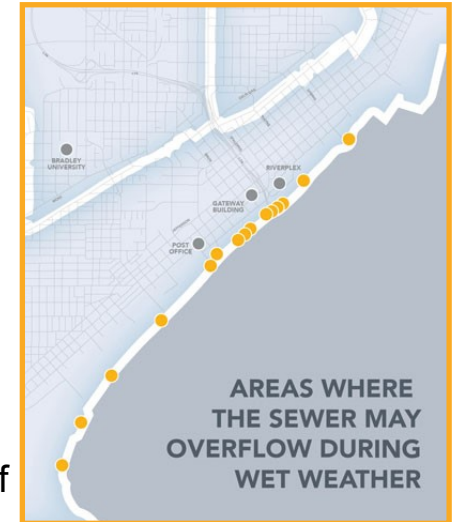 BRADLEY
UNIVERSITY
RIVERPLEX
GATEWAY
BUILDING
POST
OFFICE
AREAS WHERE
THE SEWER MAY
OVERFLOW DURING
WET WEATHER
f